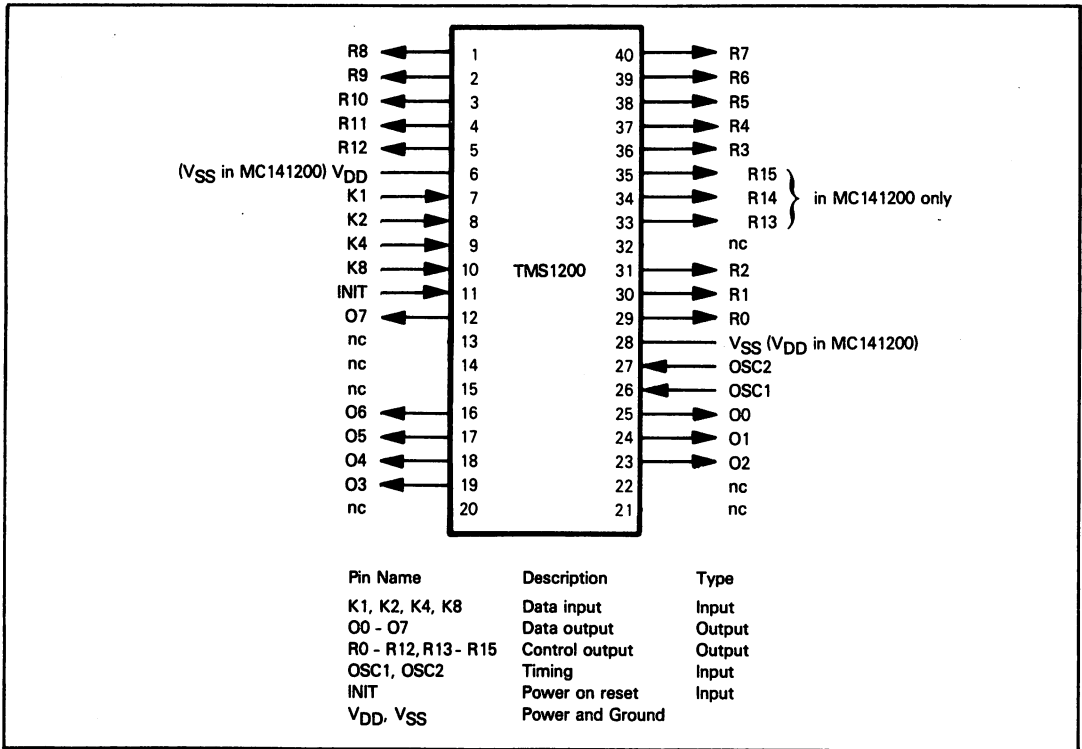 R8 1 40 R7
R9 2 39 R6
R10 3 38 R5
R11 4 37 R4
R12 5 36 R3
(VSS in MC141200) VDD 6 35 R15
K1 7 34 R14 } in MC141200 only
K2 8 33 R13
K4 9 32 nc
K8 10 TMS1200 31 R2
INIT 11 30 R1
O7 12 29 R0
nc 13 28 VSS (VDD in MC141200)
nc 14 27 OSC2
nc 15 26 OSC1
O6 16 25 O0
O5 17 24 O1
O4 18 23 O2
O3 19 22 nc
nc 20 21 nc
Pin Name Description Type
K1, K2, K4, K8 Data input Input
O0 - O7 Data output Output
R0 - R12, R13 - R15 Control output Output
OSC1, OSC2 Timing Input
INIT Power on reset Input
VDD, VSS Power and Ground